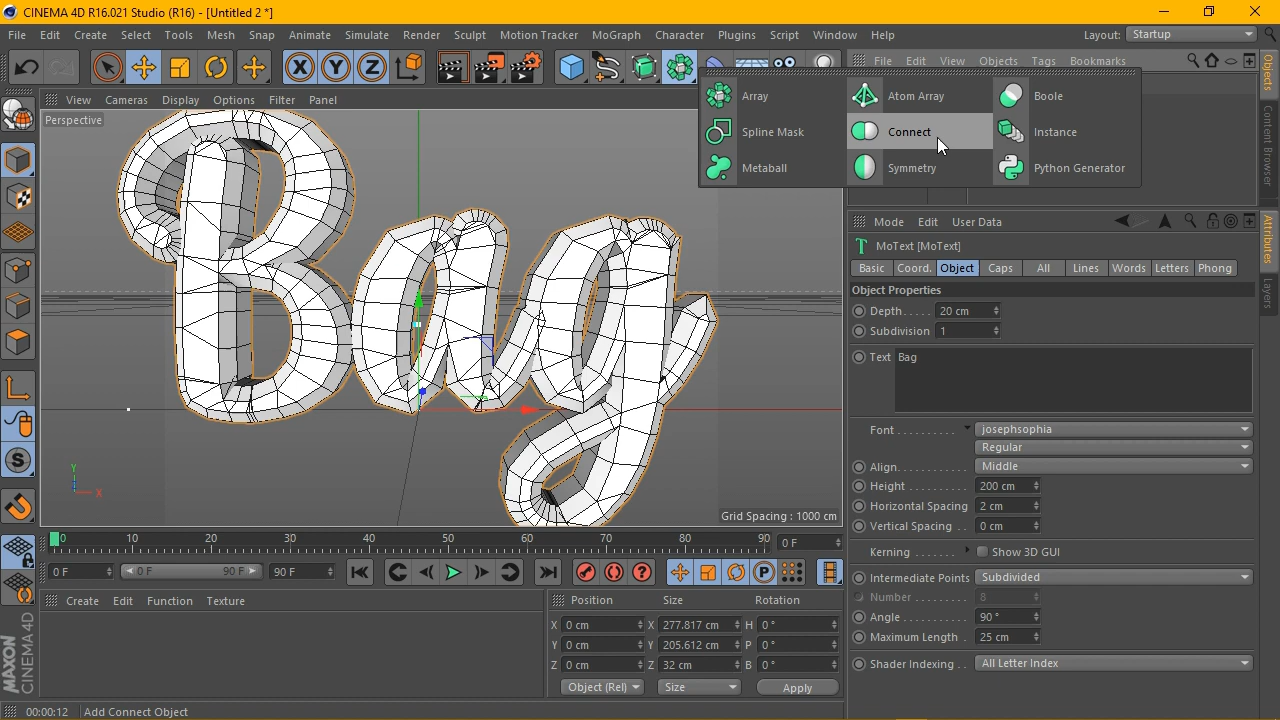 CINEMA 4D R16.021 Studio (R16) - [Untitled 2 *]
File Edit Create Select Tools Mesh Snap Animate Simulate Render Sculpt Motion Tracker MoGraph Character Plugins Script Window Help Layout: Startup
File Edit View Objects Tags Bookmarks
View Cameras Display Options Filter Panel
Perspective
Array Atom Array Boole
Spline Mask Connect Instance
Metaball Symmetry Python Generator
Bag
Y
X
Grid Spacing : 1000 cm
Objects
Content Browser
Attributes
Layers
Mode Edit User Data
MoText [MoText]
Basic Coord. Object Caps All Lines Words Letters Phong
Object Properties
Depth..... 20 cm
Subdivision 1
Text Bag
Font .......... josephsophia
Regular
Align............ Middle
Height ......... 200 cm
Horizontal Spacing 2 cm
Vertical Spacing .. 0 cm
Kerning ....... Show 3D GUI
Intermediate Points Subdivided
Number ......... 8
Angle............ 90 °
Maximum Length . 25 cm
Shader Indexing . . All Letter Index
0 10 20 30 40 50 60 70 80 90 0 F
0 F 0 F 90 F 90 F
Create Edit Function Texture
Position Size Rotation
X 0 cm X 277.817 cm H 0 °
Y 0 cm Y 205.612 cm P 0 °
Z 0 cm Z 32 cm B 0 °
Object (Rel) Size Apply
MAXON
CINEMA 4D
00:00:12 Add Connect Object